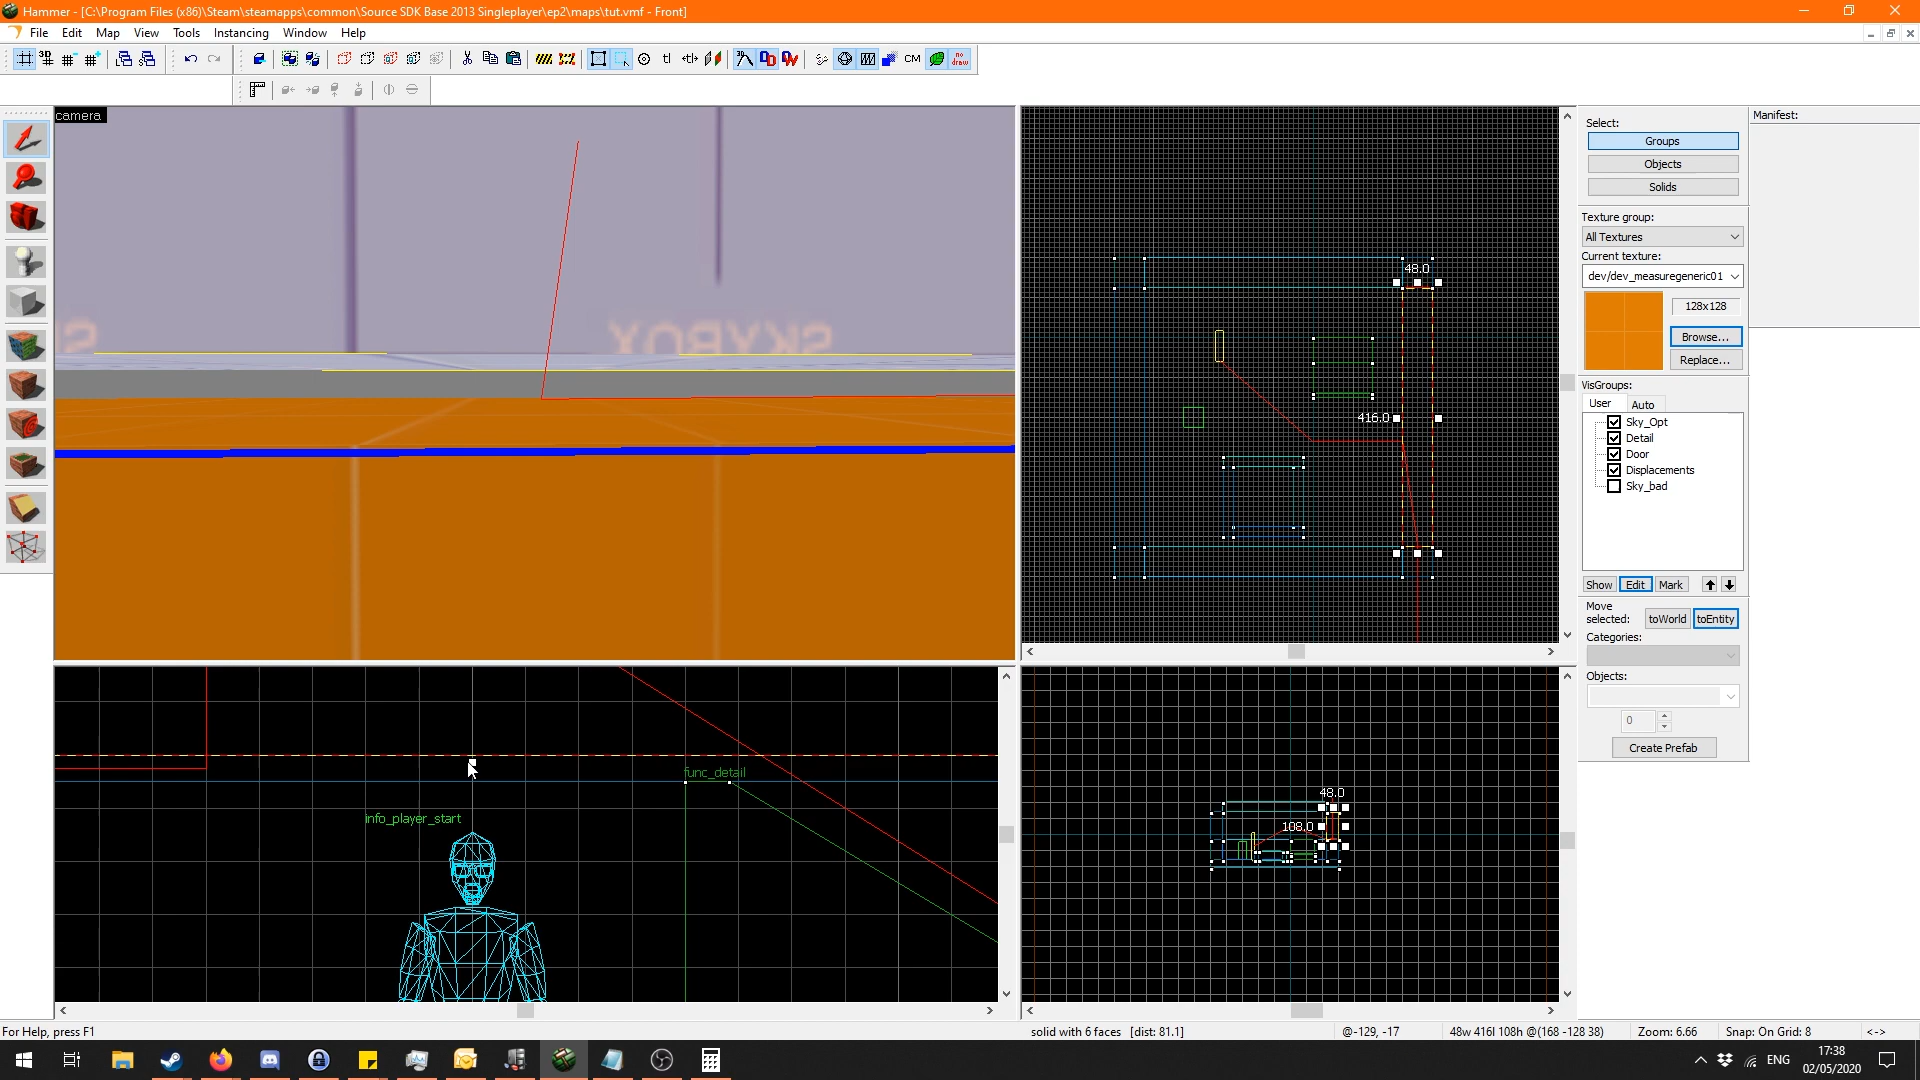 Hammer - [C:\Program Files (x86)\Steam\steamapps\common\Source SDK Base 2013 Singleplayer\ep2\maps\tut.vmf - Front]
File Edit Map View Tools Instancing Window Help
CM
no draw
camera
SKYBOX
48.0
416.0
func_detail
info_player_start
48.0
108.0
Select:
Groups
Objects
Solids
Texture group:
All Textures
Current texture:
dev/dev_measuregeneric01
128x128
Browse...
Replace...
VisGroups:
User Auto
Sky_Opt
Detail
Door
Displacements
Sky_bad
Show Edit Mark
Move selected:
toWorld toEntity
Categories:
Objects:
0
Create Prefab
Manifest:
For Help, press F1
solid with 6 faces [dist: 81.1]
@-129, -17
48w 416l 108h @(168 -128 38)
Zoom: 6.66
Snap: On Grid: 8
<->
ENG
17:38
02/05/2020